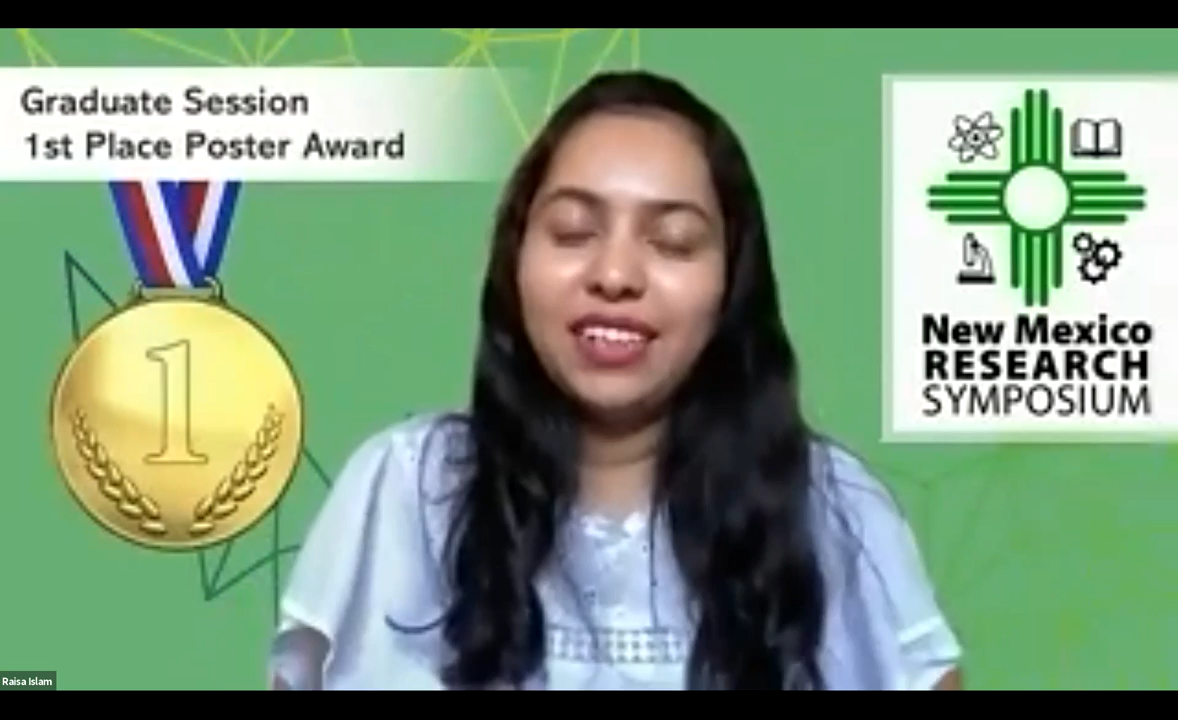 Graduate Session
1st Place Poster Award
1
New Mexico
RESEARCH
SYMPOSIUM
Raisa Islam